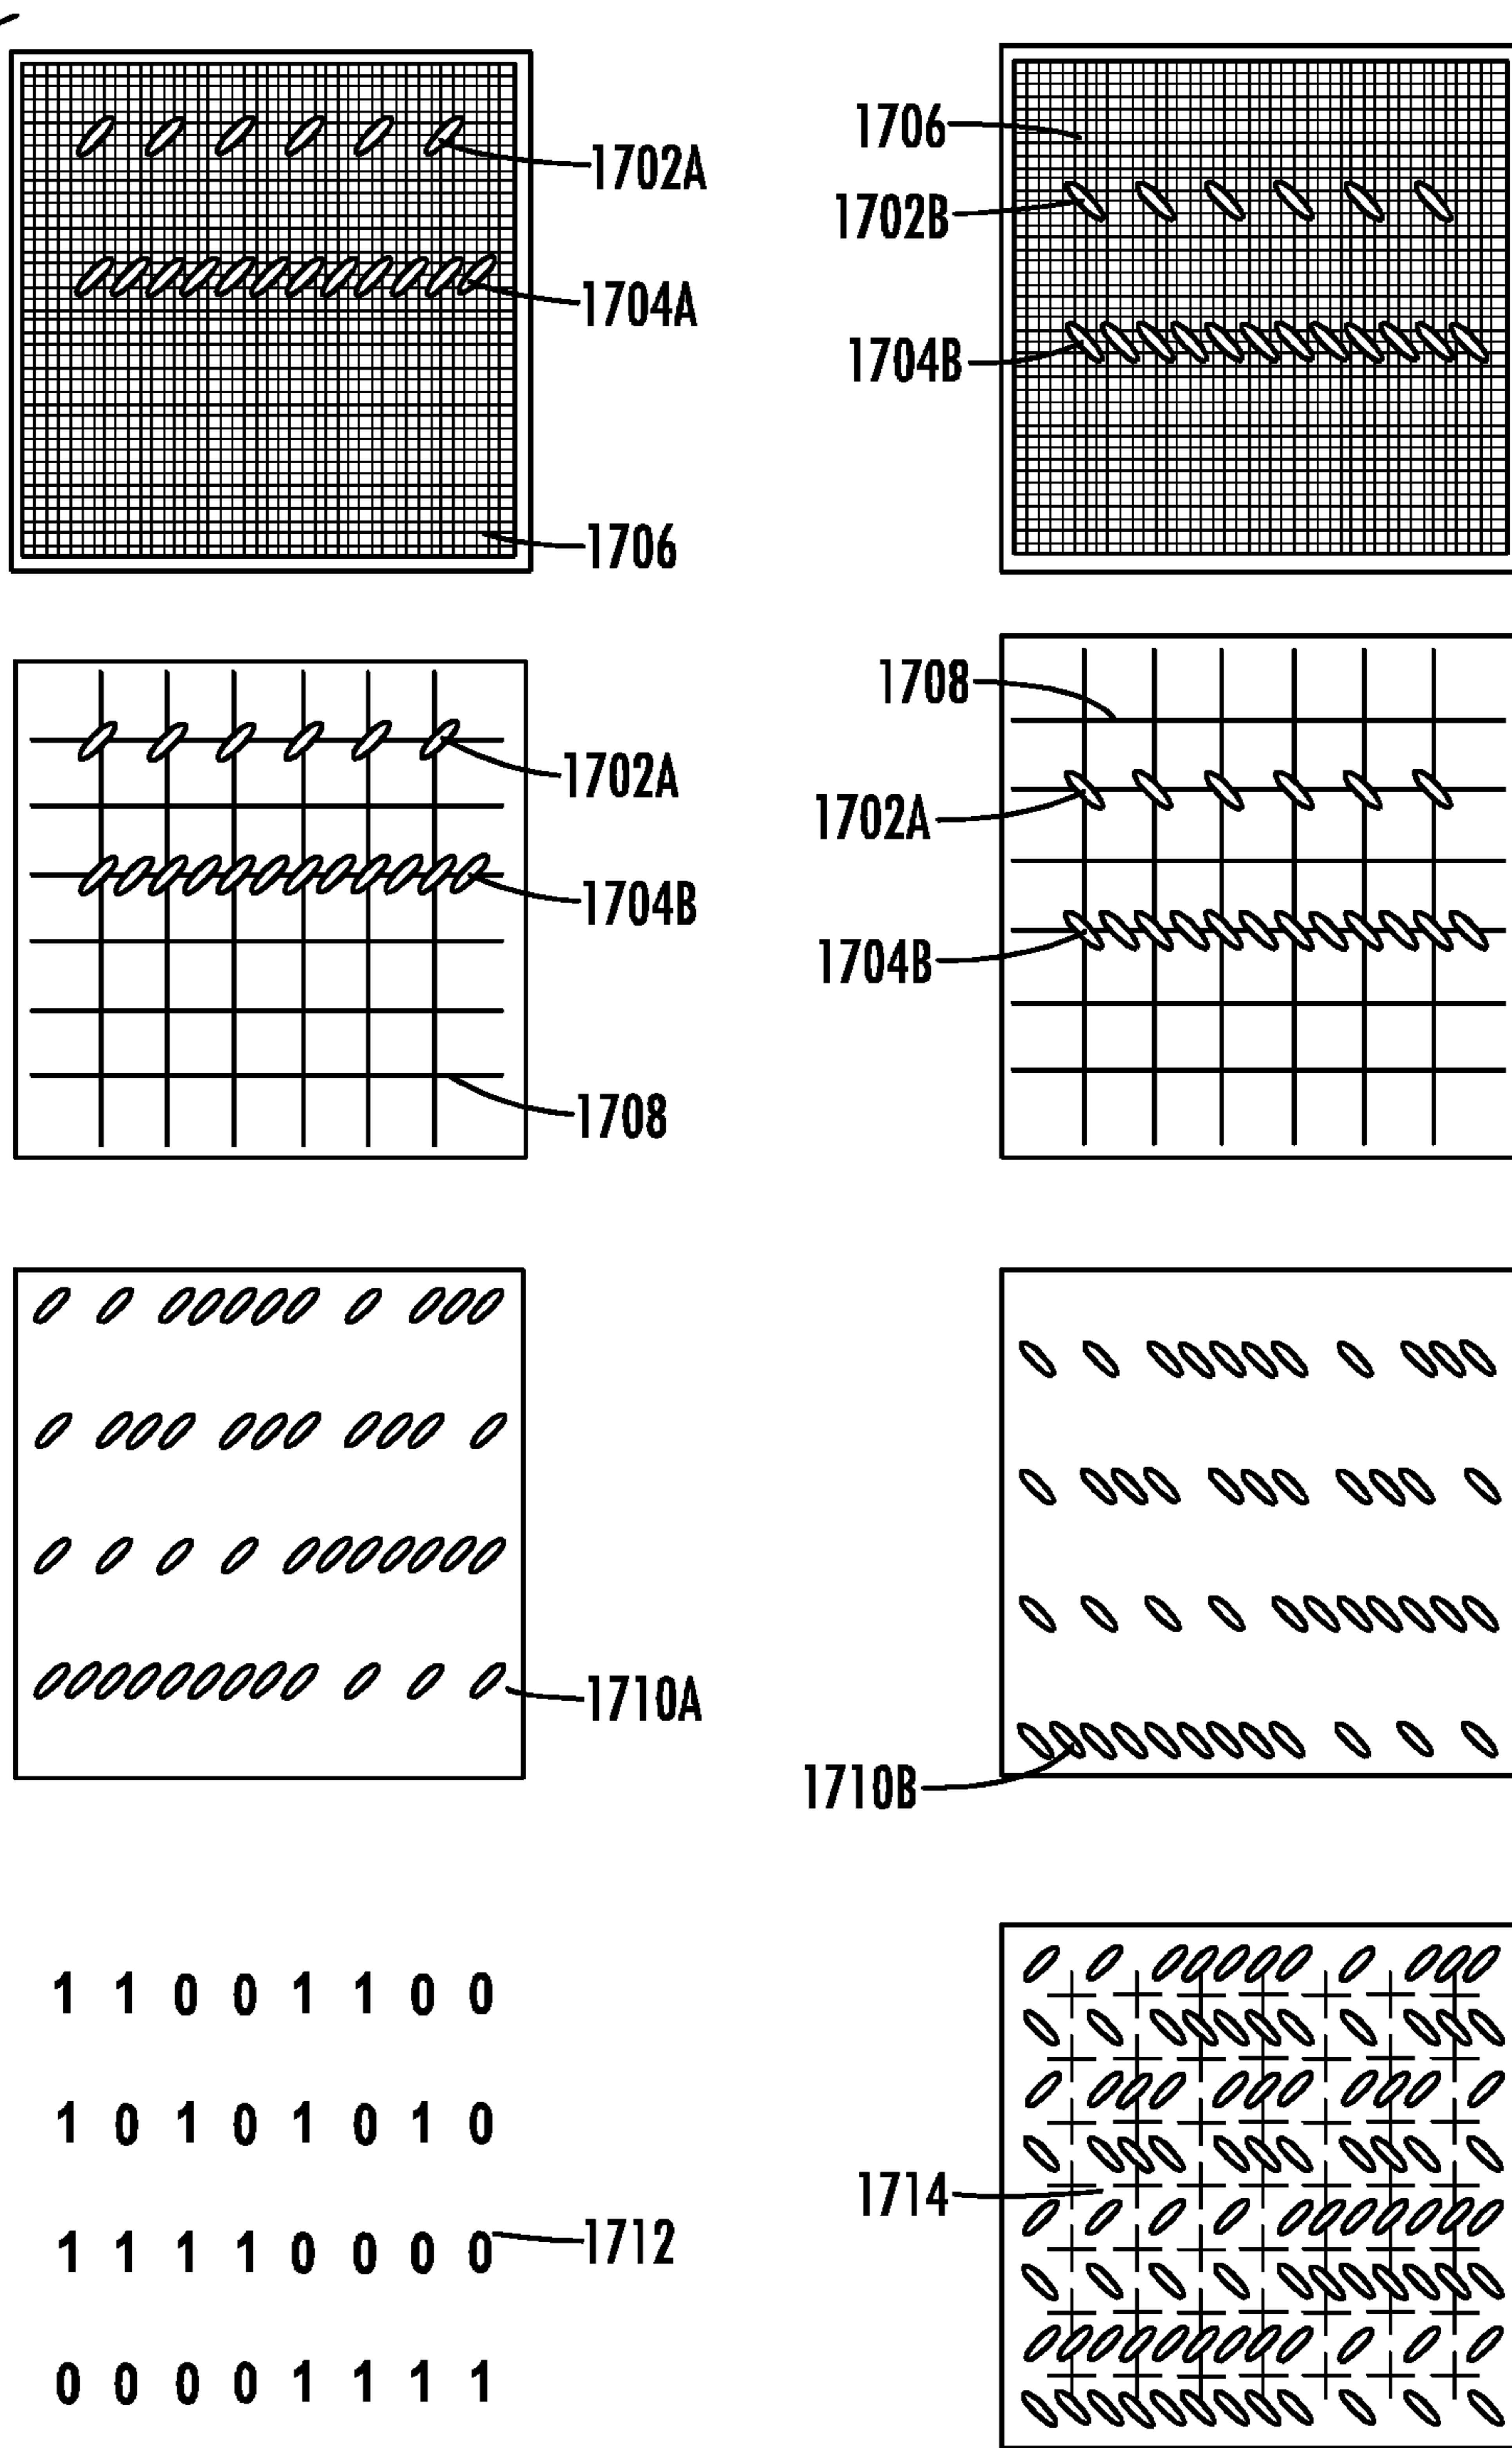 1702A
1704A
1706
1706
1702B
1704B
1702A
1704B
1708
1708
1702A
1704B
1710A
1710B
1 1 0 0 1 1 0 0
1 0 1 0 1 0 1 0
1 1 1 1 0 0 0 0
0 0 0 0 1 1 1 1
1712
1714